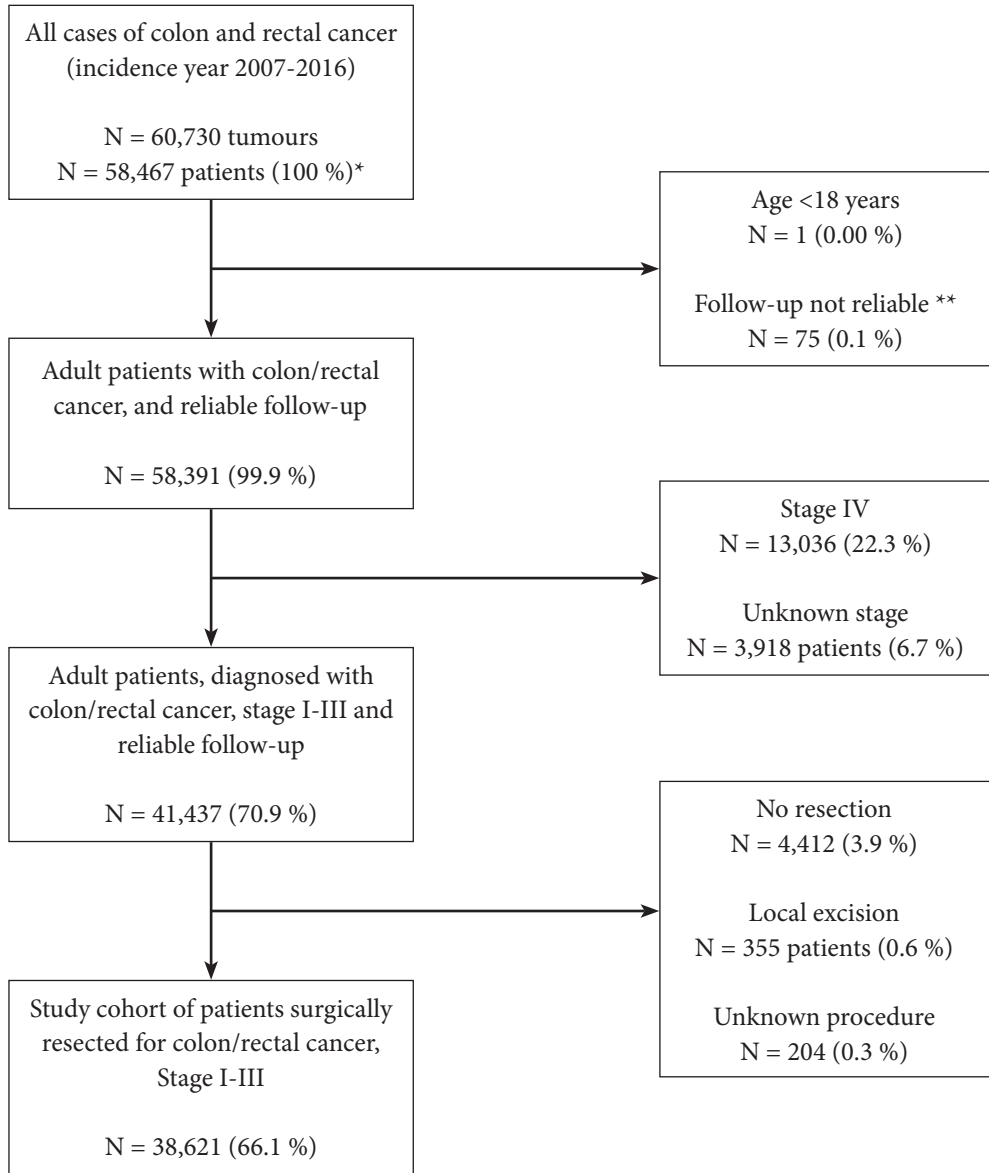 All cases of colon and rectal cancer
(incidence year 2007-2016)
N = 60,730 tumours
N = 58,467 patients (100 %)*
Age <18 years
N = 1 (0.00 %)
Follow-up not reliable **
N = 75 (0.1 %)
Adult patients with colon/rectal
cancer, and reliable follow-up
N = 58,391 (99.9 %)
Stage IV
N = 13,036 (22.3 %)
Unknown stage
N = 3,918 patients (6.7 %)
Adult patients, diagnosed with
colon/rectal cancer, stage I-III and
reliable follow-up
N = 41,437 (70.9 %)
No resection
N = 4,412 (3.9 %)
Local excision
N = 355 patients (0.6 %)
Unknown procedure
N = 204 (0.3 %)
Study cohort of patients surgically
resected for colon/rectal cancer,
Stage I-III
N = 38,621 (66.1 %)